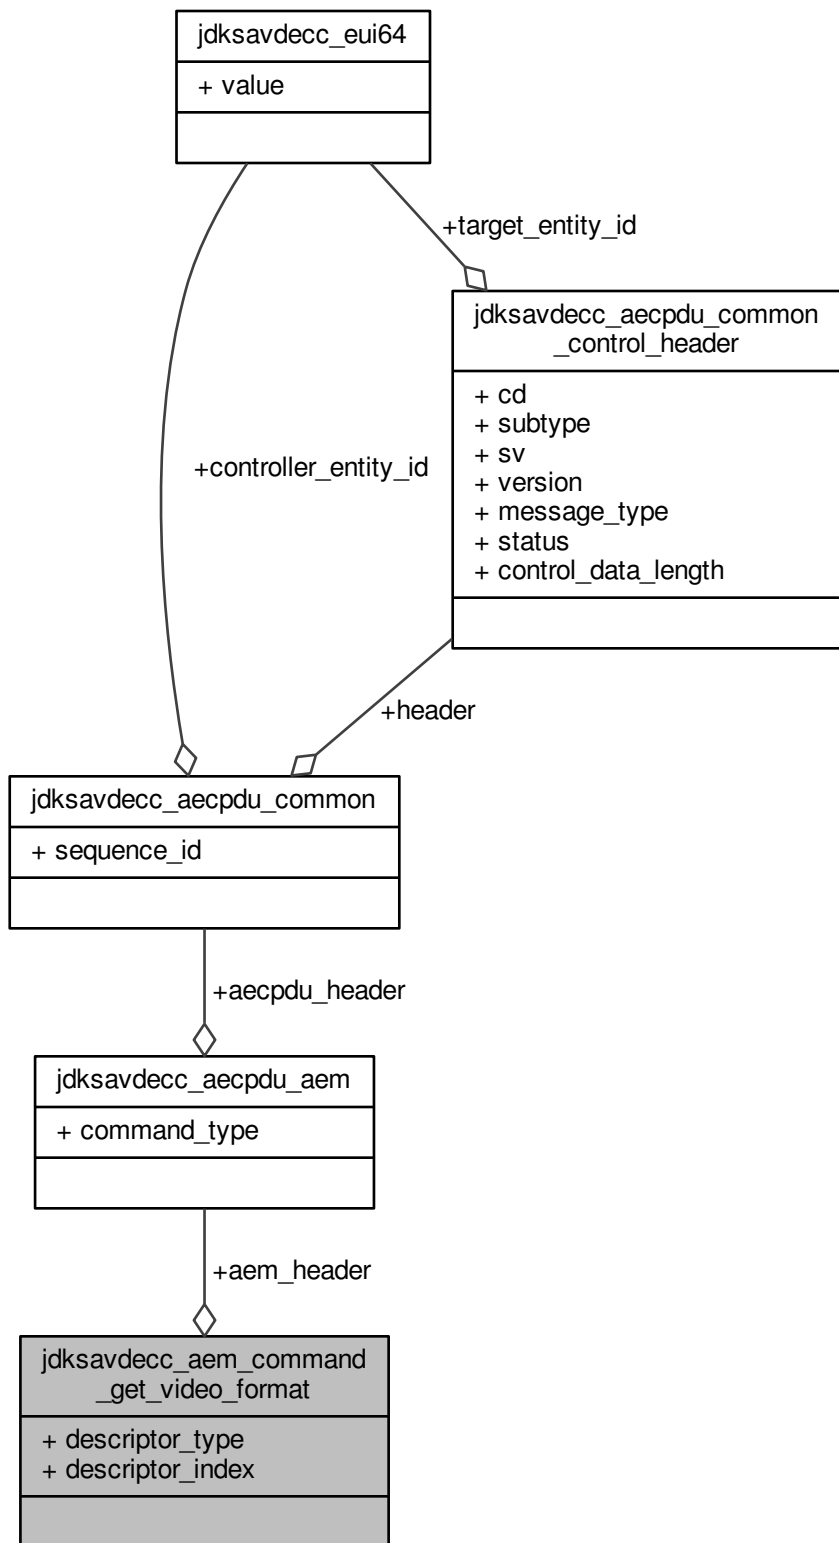 jdksavdecc_eui64
+ value
+target_entity_id
jdksavdecc_aecpdu_common
_control_header
+ cd
+ subtype
+ sv
+ version
+ message_type
+ status
+ control_data_length
+controller_entity_id
+header
jdksavdecc_aecpdu_common
+ sequence_id
+aecpdu_header
jdksavdecc_aecpdu_aem
+ command_type
+aem_header
jdksavdecc_aem_command
_get_video_format
+ descriptor_type
+ descriptor_index